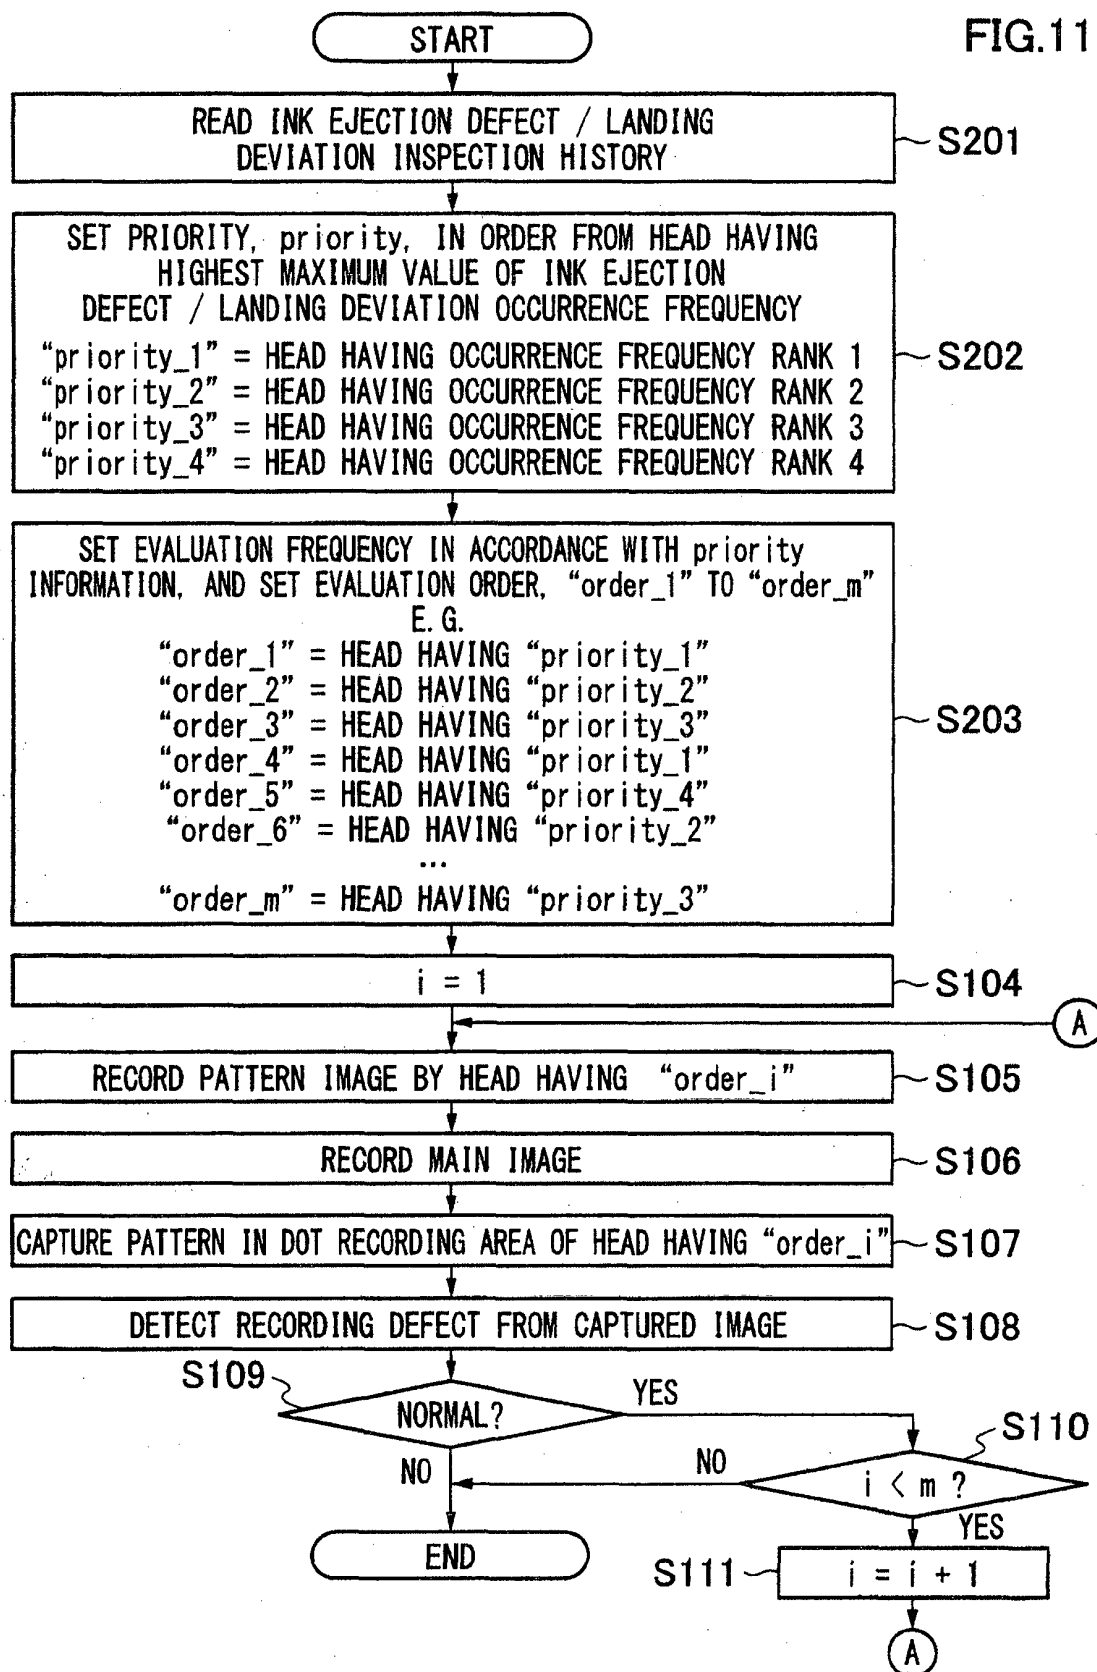 FIG.11
START
READ INK EJECTION DEFECT / LANDING
DEVIATION INSPECTION HISTORY
S201
SET PRIORITY, priority, IN ORDER FROM HEAD HAVING
HIGHEST MAXIMUM VALUE OF INK EJECTION
DEFECT / LANDING DEVIATION OCCURRENCE FREQUENCY
“priority_1” = HEAD HAVING OCCURRENCE FREQUENCY RANK 1
“priority_2” = HEAD HAVING OCCURRENCE FREQUENCY RANK 2
“priority_3” = HEAD HAVING OCCURRENCE FREQUENCY RANK 3
“priority_4” = HEAD HAVING OCCURRENCE FREQUENCY RANK 4
S202
SET EVALUATION FREQUENCY IN ACCORDANCE WITH priority
INFORMATION, AND SET EVALUATION ORDER, “order_1” TO “order_m”
E.G.
“order_1” = HEAD HAVING “priority_1”
“order_2” = HEAD HAVING “priority_2”
“order_3” = HEAD HAVING “priority_3”
“order_4” = HEAD HAVING “priority_1”
“order_5” = HEAD HAVING “priority_4”
“order_6” = HEAD HAVING “priority_2”
...
“order_m” = HEAD HAVING “priority_3”
S203
i = 1
S104
A
RECORD PATTERN IMAGE BY HEAD HAVING “order_i”
S105
RECORD MAIN IMAGE
S106
CAPTURE PATTERN IN DOT RECORDING AREA OF HEAD HAVING “order_i”
S107
DETECT RECORDING DEFECT FROM CAPTURED IMAGE
S108
S109
NORMAL?
YES
NO
S110
i < m ?
NO
YES
END
S111
i = i + 1
A